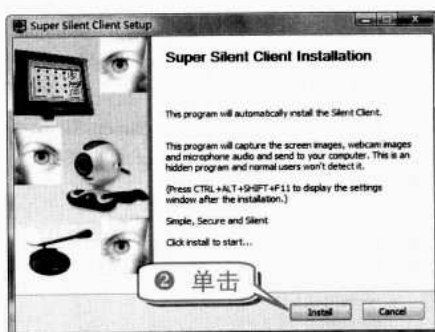 Super Silent Client Setup
Super Silent Client Installation
This program will automatically install the Silent Client.
This program will capture the screen images, webcam images
and microphone audio and send to your computer. This is an
hidden program and normal users won't detect it.
(Press CTRL+ALT+SHIFT+F11 to display the settings
window after the installation.)
Simple, Secure and Silent
Click install to start...
❷ 单击
Install
Cancel